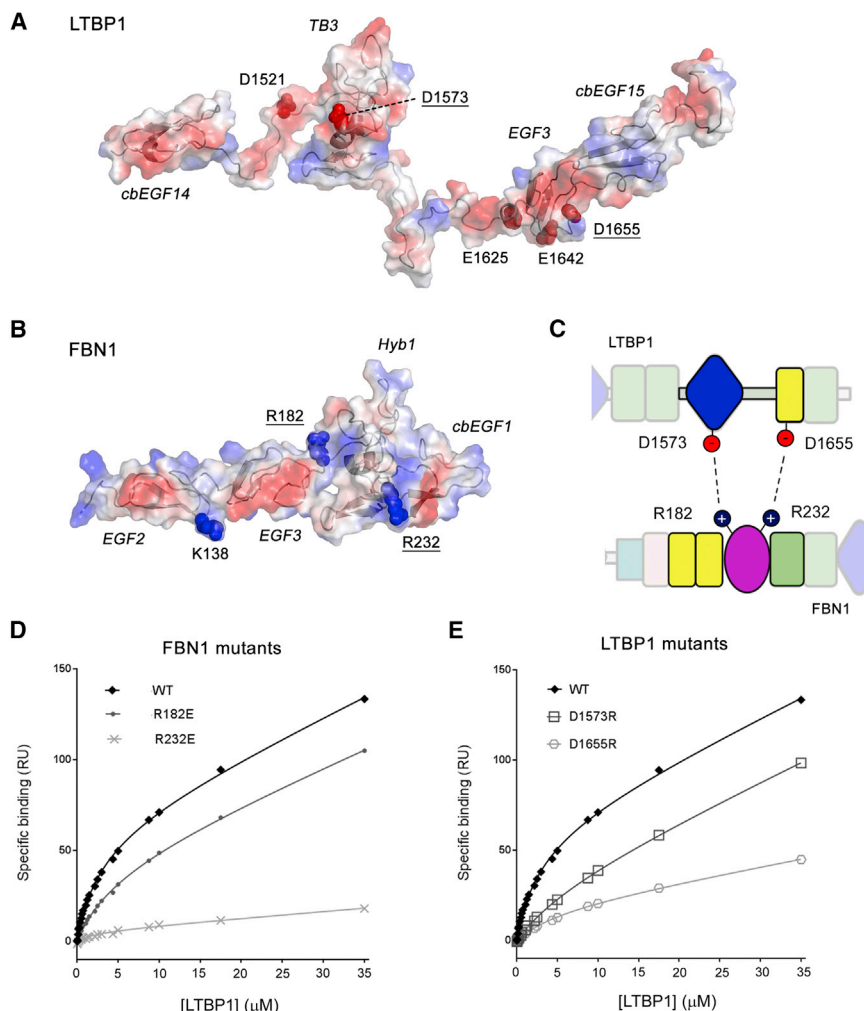 A
LTBP1
TB3
D1521
D1573
cbEGF15
EGF3
cbEGF14
D1655
E1625
E1642
B
FBN1
Hyb1
R182
cbEGF1
EGF2
EGF3
K138
R232
C
LTBP1
D1573
-
-
D1655
R182
+
+
R232
FBN1
D
FBN1 mutants
WT
R182E
R232E
150
100
50
0
Specific binding (RU)
0 5 10 15 20 25 30 35
[LTBP1] (μM)
E
LTBP1 mutants
WT
D1573R
D1655R
150
100
50
0
Specific binding (RU)
0 5 10 15 20 25 30 35
[LTBP1] (μM)